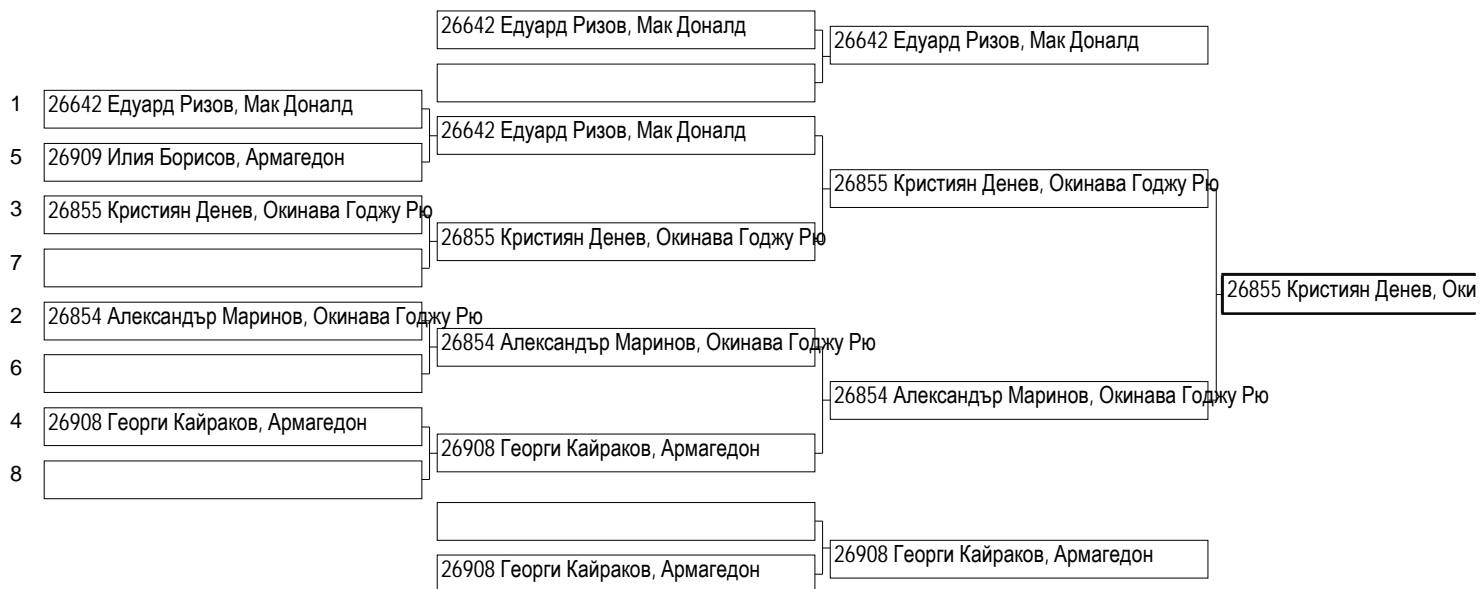 26642 Едуард Ризов, Мак Доналд
26642 Едуард Ризов, Мак Доналд
1 26642 Едуард Ризов, Мак Доналд
26642 Едуард Ризов, Мак Доналд
5 26909 Илия Борисов, Армагедон
26855 Кристиян Денев, Окинава Годжу Рю
3 26855 Кристиян Денев, Окинава Годжу Рю
26855 Кристиян Денев, Окинава Годжу Рю
7
26855 Кристиян Денев, Оки
2 26854 Александър Маринов, Окинава Годжу Рю
26854 Александър Маринов, Окинава Годжу Рю
6
26854 Александър Маринов, Окинава Годжу Рю
4 26908 Георги Кайраков, Армагедон
26908 Георги Кайраков, Армагедон
8
26908 Георги Кайраков, Армагедон
26908 Георги Кайраков, Армагедон